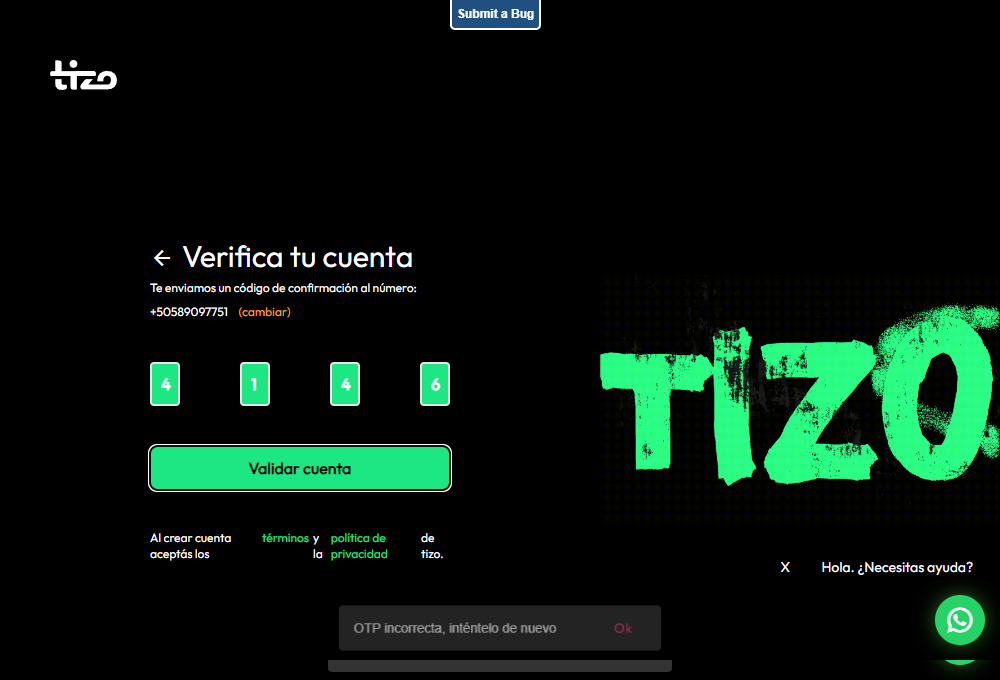 Submit a Bug
tizo
Verifica tu cuenta
Te enviamos un código de confirmación al número:
+50589097751 (cambiar)
4 1 4 6
Validar cuenta
Al crear cuenta aceptás los términos y la política de privacidad de tizo.
TIZO
X Hola. ¿Necesitas ayuda?
OTP incorrecta, inténtelo de nuevo Ok